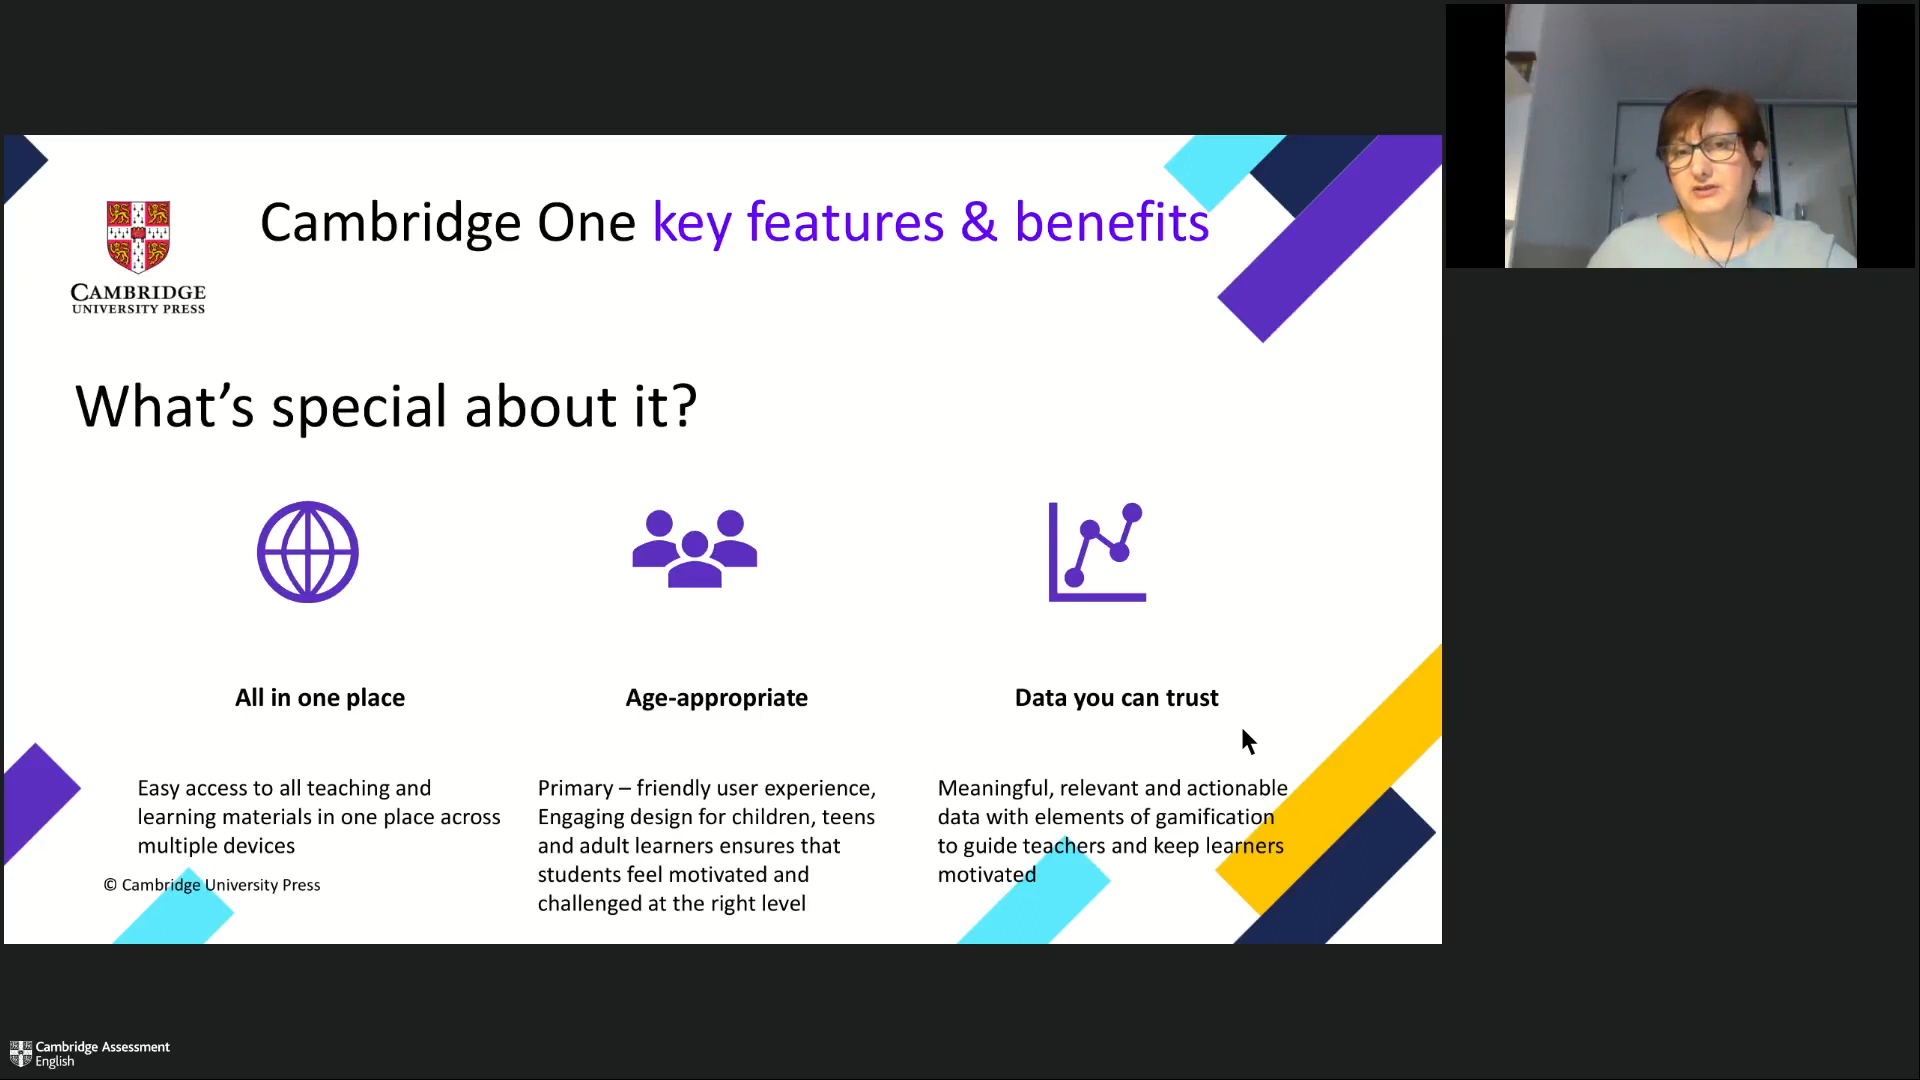 CAMBRIDGE
UNIVERSITY PRESS
Cambridge One key features & benefits
What’s special about it?
All in one place
Easy access to all teaching and
learning materials in one place across
multiple devices
Age-appropriate
Primary – friendly user experience,
Engaging design for children, teens
and adult learners ensures that
students feel motivated and
challenged at the right level
Data you can trust
Meaningful, relevant and actionable
data with elements of gamification
to guide teachers and keep learners
motivated
© Cambridge University Press
Cambridge Assessment
English